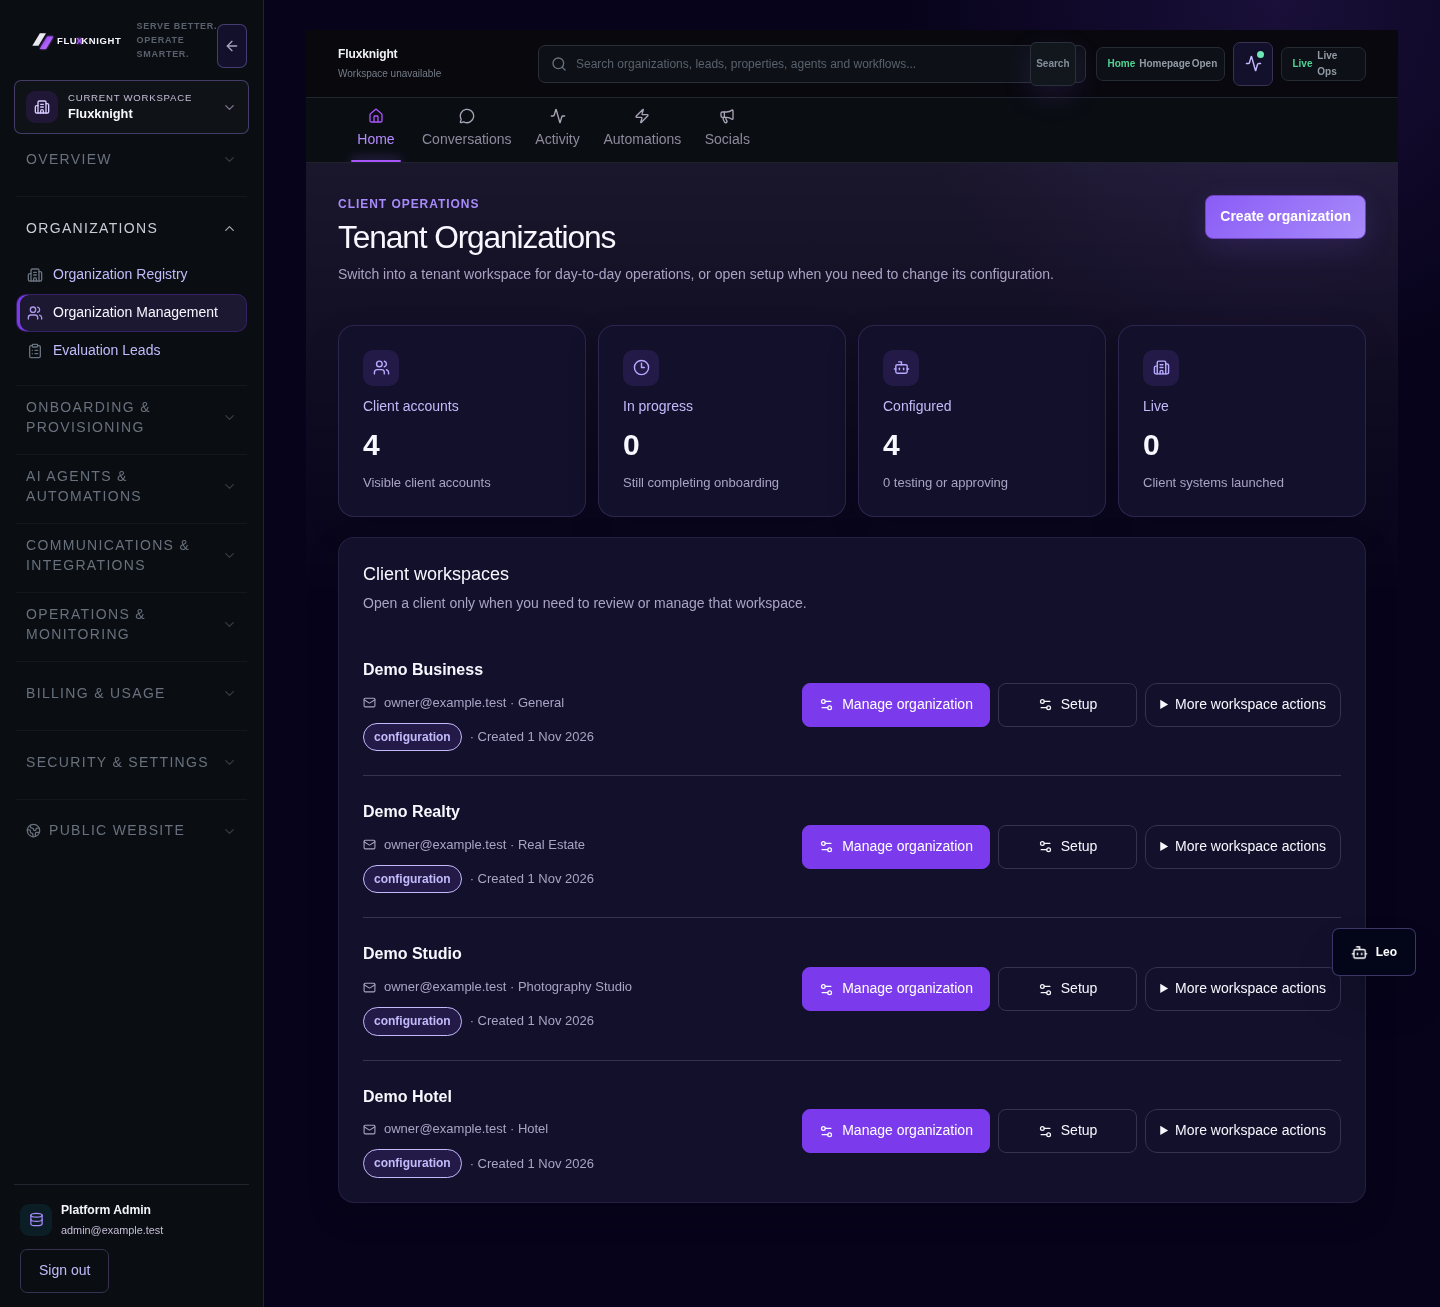 FLUXKNIGHT
SERVE BETTER.
OPERATE
SMARTER.
CURRENT WORKSPACE
Fluxknight
OVERVIEW
ORGANIZATIONS
Organization Registry
Organization Management
Evaluation Leads
ONBOARDING &
PROVISIONING
AI AGENTS &
AUTOMATIONS
COMMUNICATIONS &
INTEGRATIONS
OPERATIONS &
MONITORING
BILLING & USAGE
SECURITY & SETTINGS
PUBLIC WEBSITE
Platform Admin
admin@example.test
Sign out
Fluxknight
Workspace unavailable
Search organizations, leads, properties, agents and workflows...
Search
Home Homepage Open
Live Live
Ops
Home Conversations Activity Automations Socials
CLIENT OPERATIONS
Tenant Organizations
Switch into a tenant workspace for day-to-day operations, or open setup when you need to change its configuration.
Create organization
Client accounts
4
Visible client accounts
In progress
0
Still completing onboarding
Configured
4
0 testing or approving
Live
0
Client systems launched
Client workspaces
Open a client only when you need to review or manage that workspace.
Demo Business
owner@example.test · General
configuration · Created 1 Nov 2026
Manage organization Setup More workspace actions
Demo Realty
owner@example.test · Real Estate
configuration · Created 1 Nov 2026
Manage organization Setup More workspace actions
Demo Studio
owner@example.test · Photography Studio
configuration · Created 1 Nov 2026
Manage organization Setup More workspace actions
Leo
Demo Hotel
owner@example.test · Hotel
configuration · Created 1 Nov 2026
Manage organization Setup More workspace actions